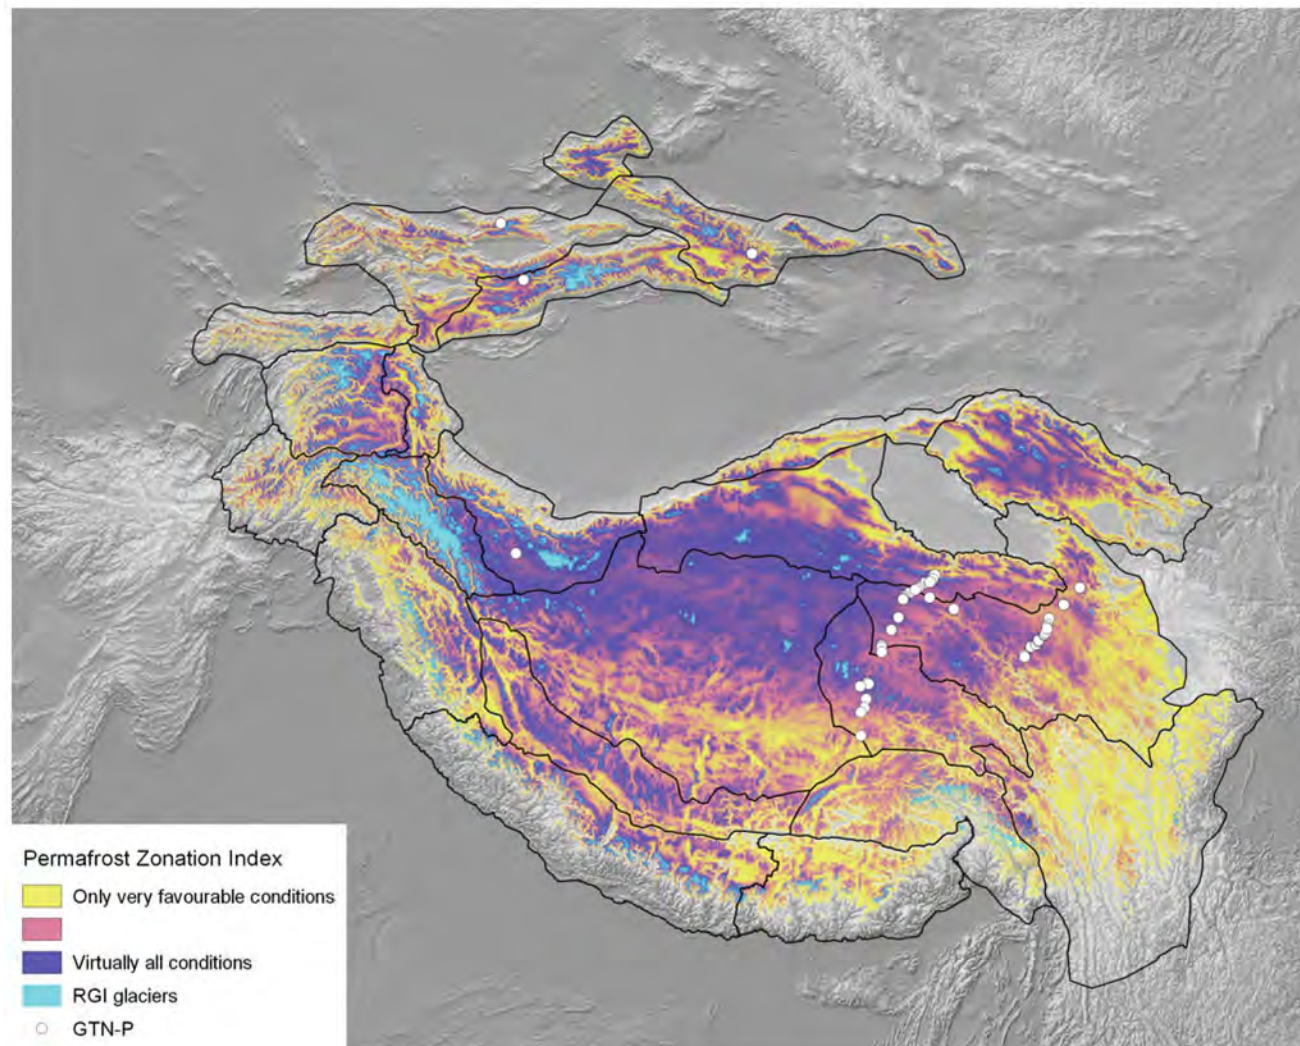 Permafrost Zonation Index
Only very favourable conditions
Virtually all conditions
RGI glaciers
GTN-P